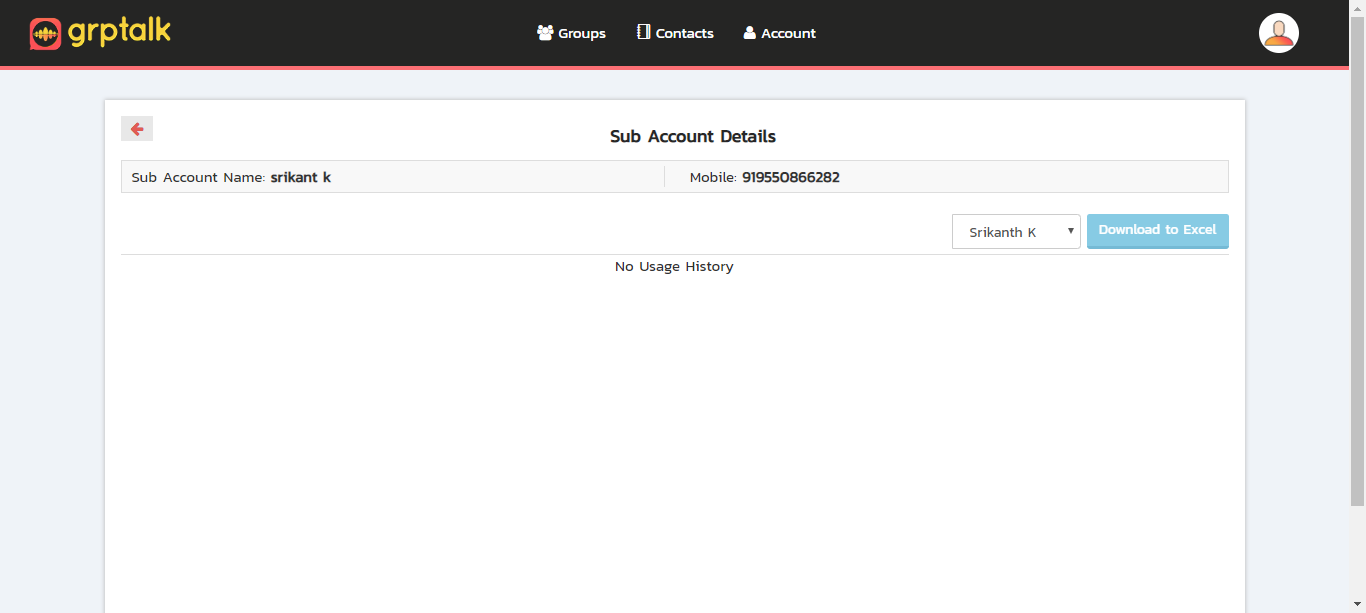 grptalk
Groups Contacts Account
Sub Account Details
Sub Account Name: srikant k Mobile: 919550866282
Srikanth K Download to Excel
No Usage History